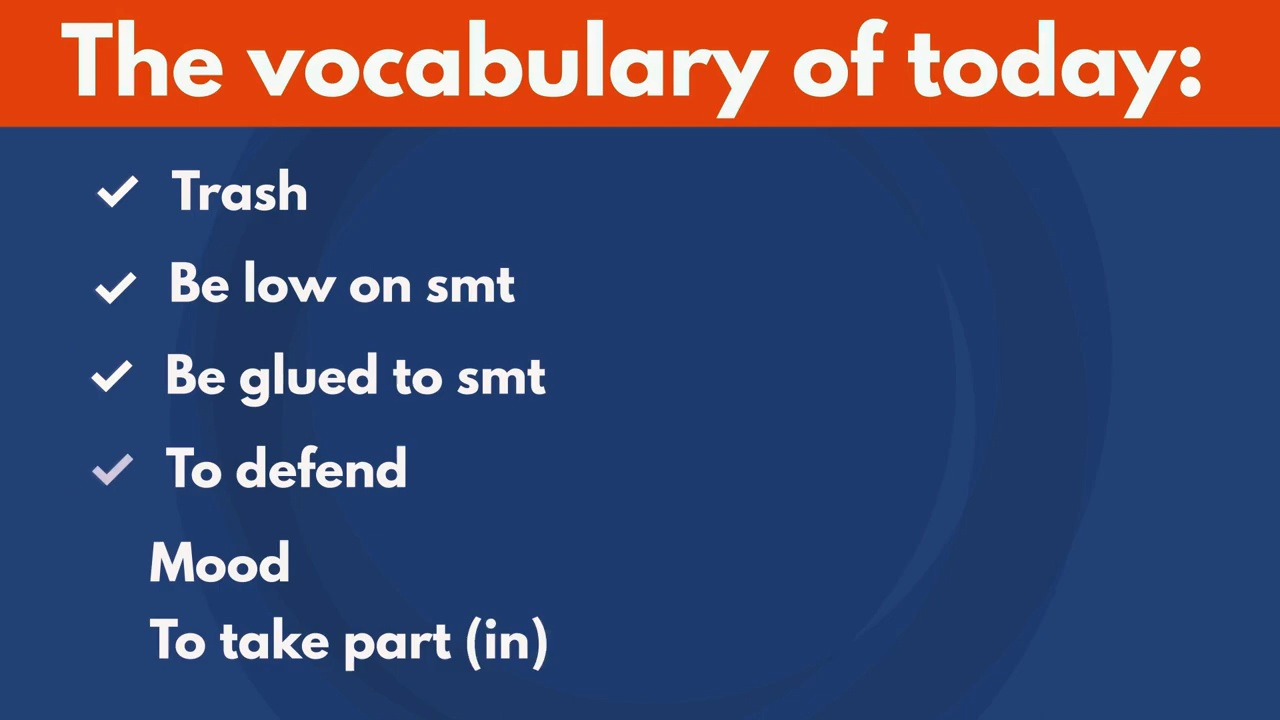 The vocabulary of today:
Trash
Be low on smt
Be glued to smt
To defend
Mood
To take part (in)